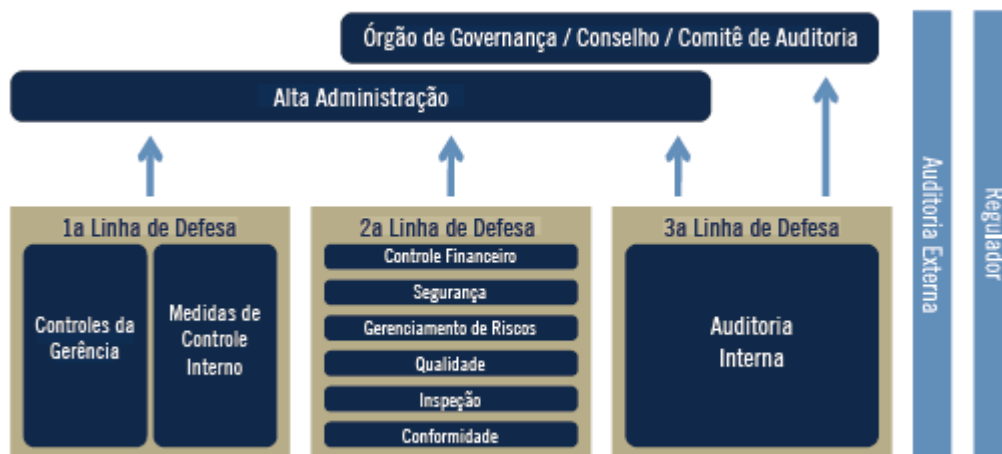 Órgão de Governança / Conselho / Comitê de Auditoria
Alta Administração
1a Linha de Defesa
Controles da
Gerência
Medidas de
Controle
Interno
2a Linha de Defesa
Controle Financeiro
Segurança
Gerenciamento de Riscos
Qualidade
Inspeção
Conformidade
3a Linha de Defesa
Auditoria
Interna
Auditoria Externa
Regulador